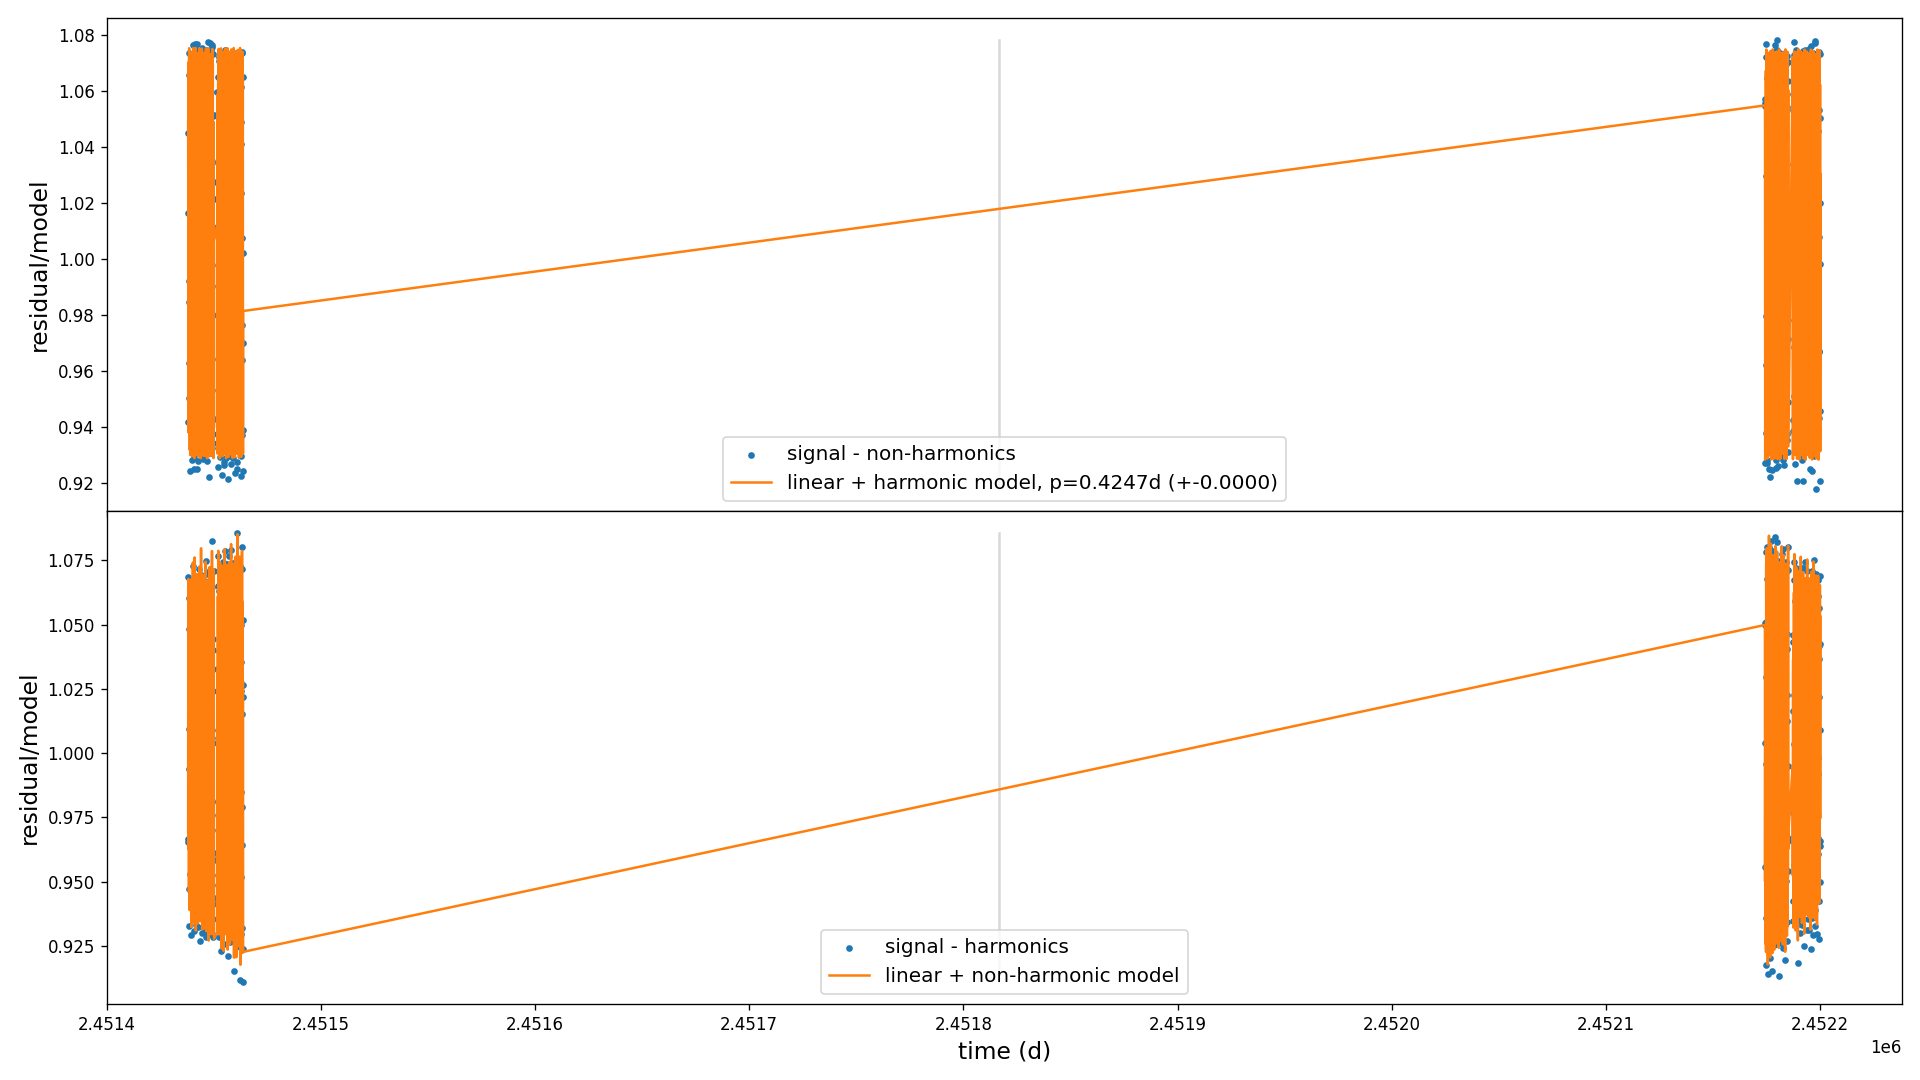 1.08
1.06
1.04
1.02
1.00
0.98
0.96
0.94
0.92
residual/model
signal - non-harmonics
linear + harmonic model, p=0.4247d (+-0.0000)
1.075
1.050
1.025
1.000
0.975
0.950
0.925
residual/model
signal - harmonics
linear + non-harmonic model
2.4514 2.4515 2.4516 2.4517 2.4518 2.4519 2.4520 2.4521 2.4522
1e6
time (d)